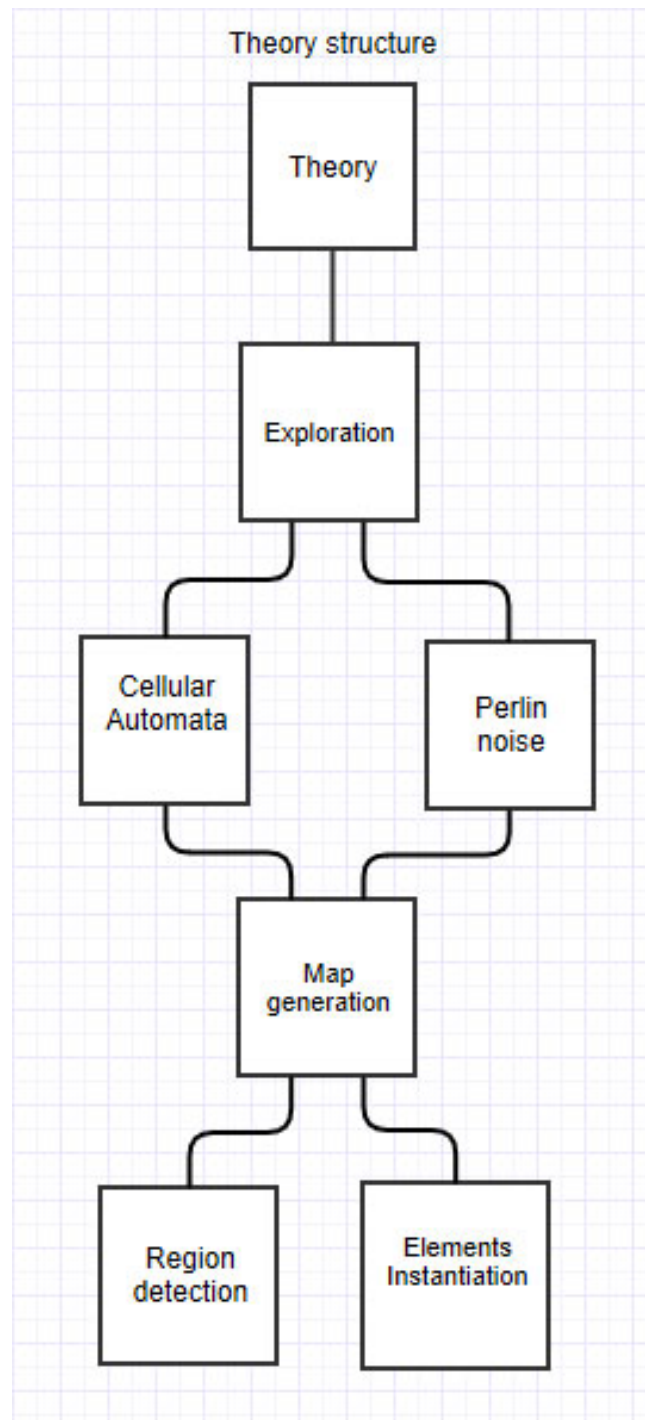 Theory structure
Theory
Exploration
Cellular
Automata
Perlin
noise
Map
generation
Region
detection
Elements
Instantiation